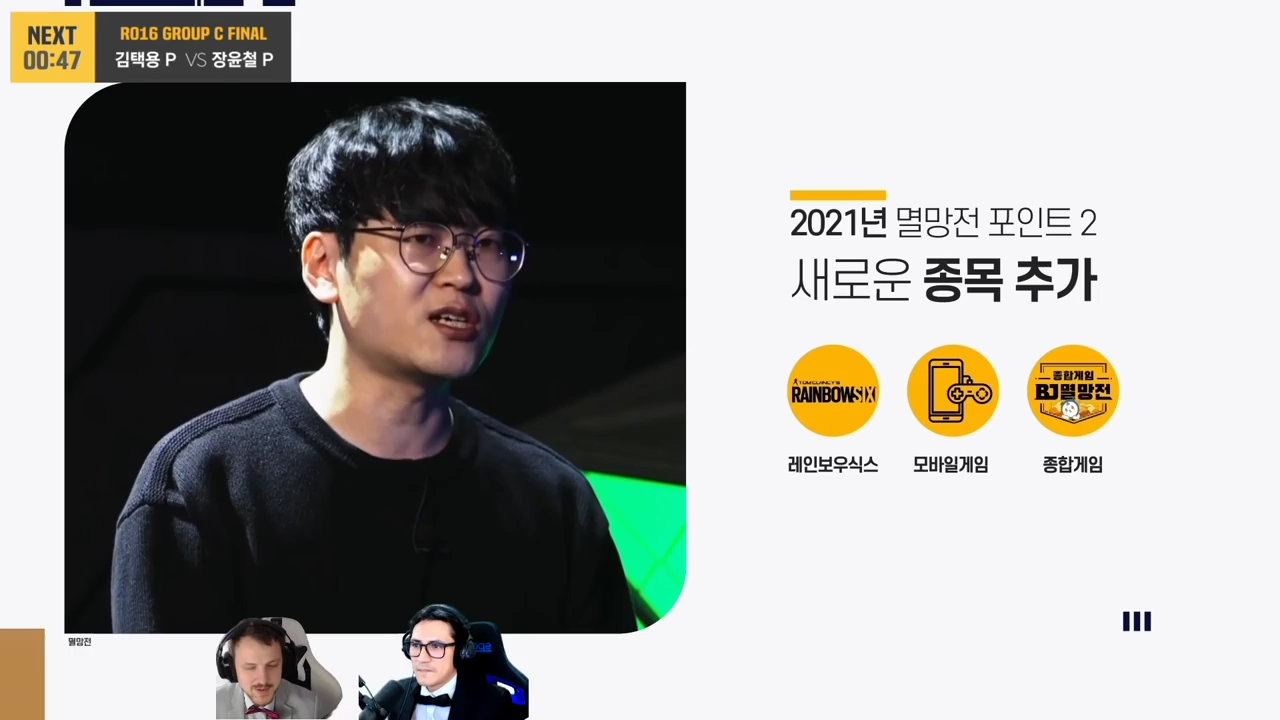 NEXT
00:47
RO16 GROUP C FINAL
김택용 P VS 장윤철 P
2021년 멸망전 포인트 2
새로운 종목 추가
TOM CLANCY'S
RAINBOWSIX
종합게임
BJ멸망전
레인보우식스
모바일게임
종합게임
멸망전